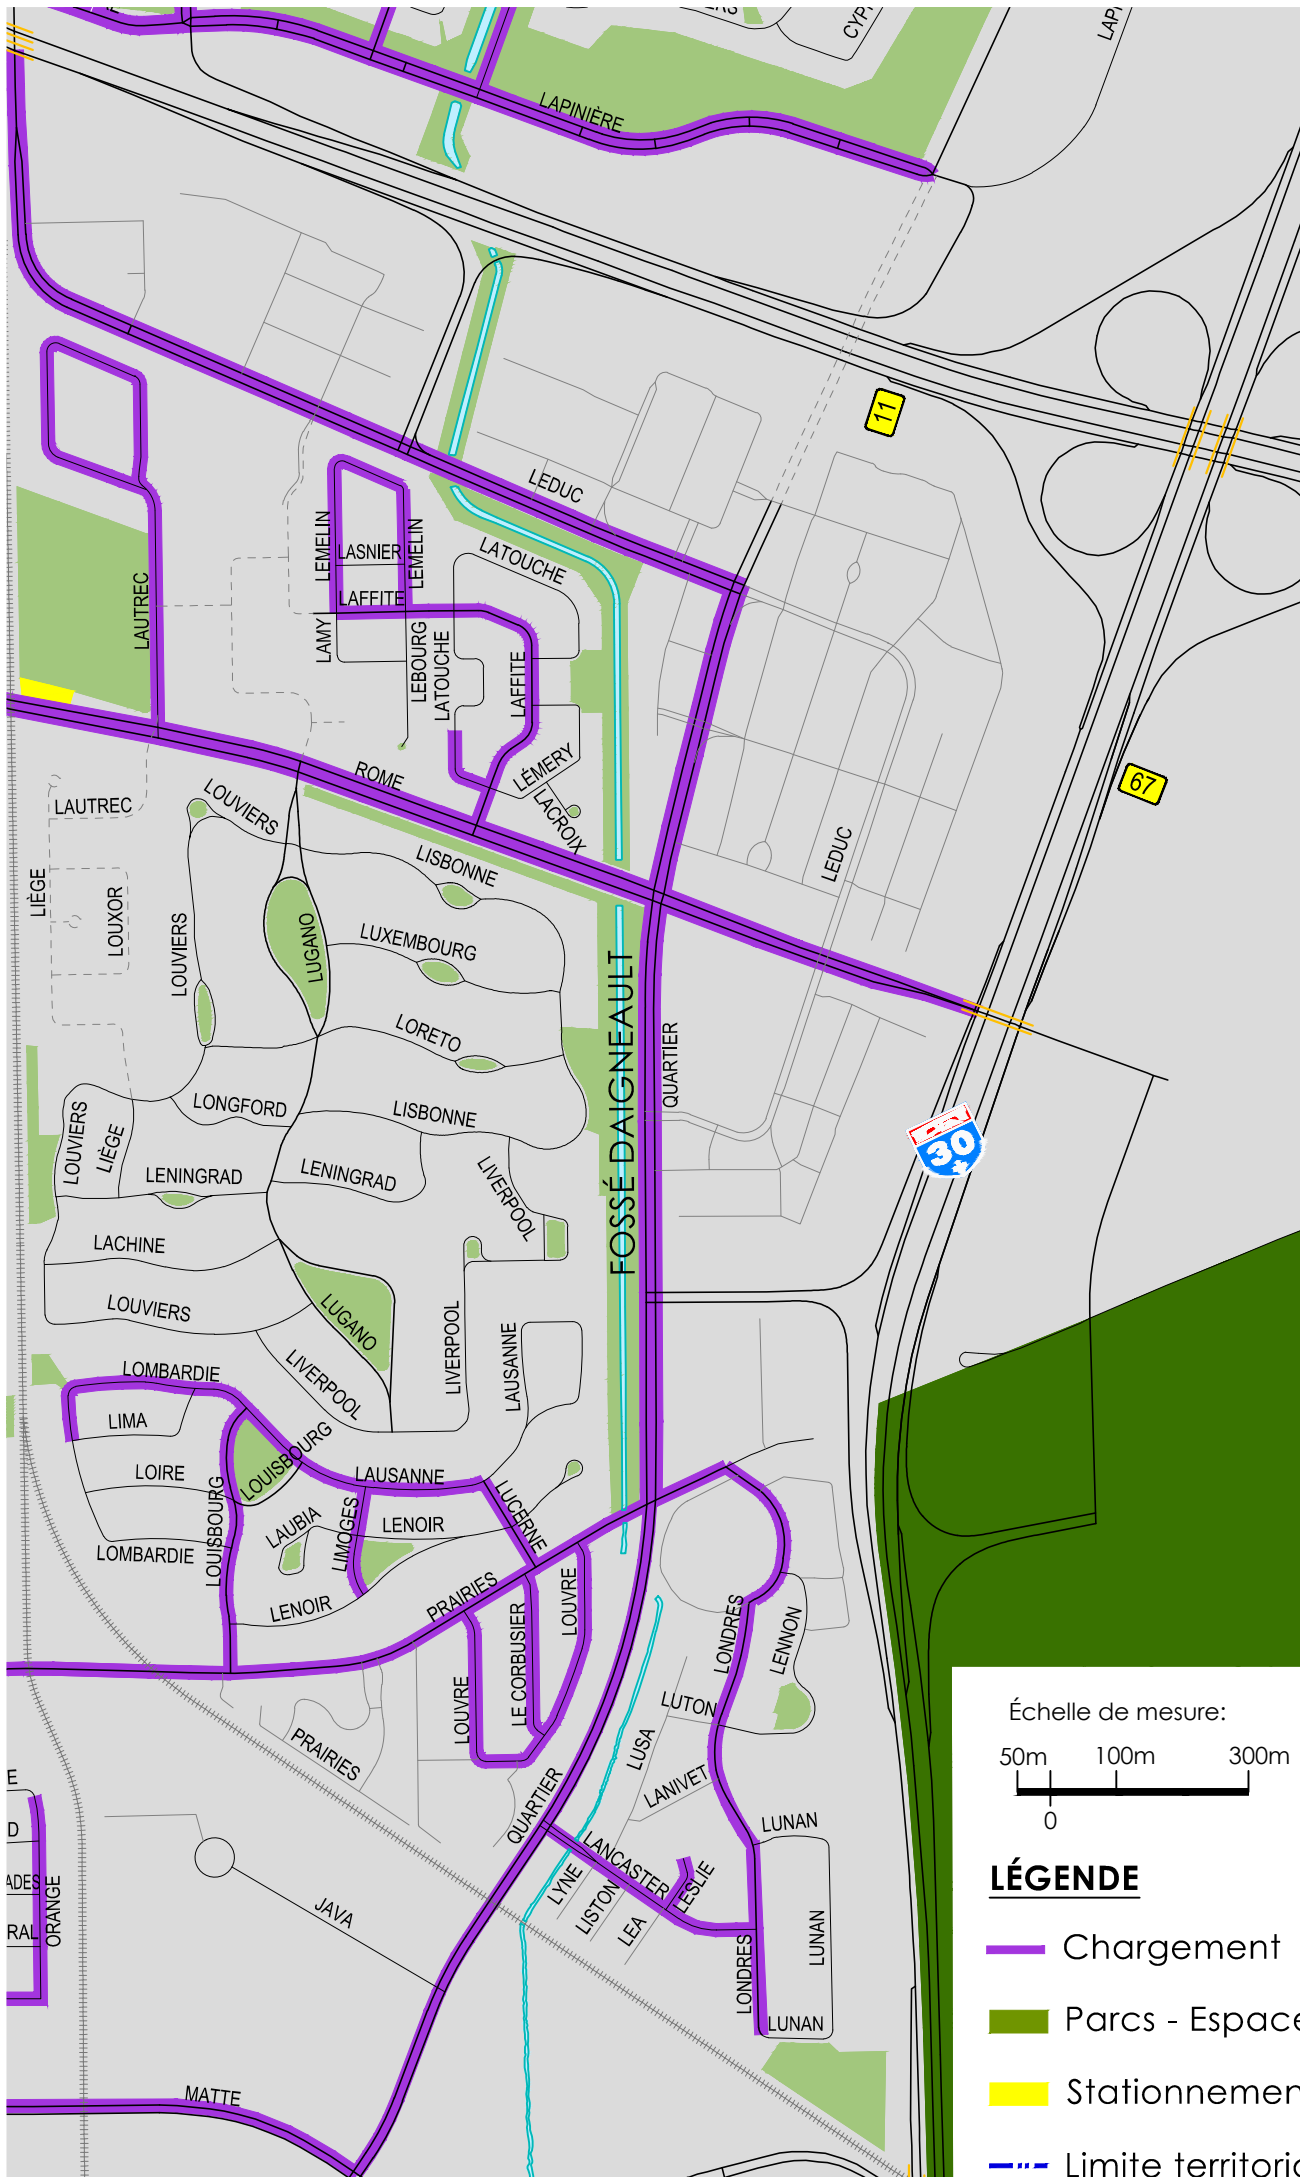 LAPINIÈRE
11
LEDUC
LEMELIN
LASNIER
LEMELIN
LATOUCHE
LAFFITE
LAUTREC
LAMY
LEBOURG
LATOUCHE
LAFFITE
ROME
LÉMERY
LACROIX
67
LAUTREC
LOUVIERS
LISBONNE
LEDUC
LIÈGE
LOUXOR
LOUVIERS
LUGANO
LUXEMBOURG
LORETO
FOSSÉ DAIGNEAULT
QUARTIER
LONGFORD
LISBONNE
LOUVIERS
LIÈGE
30
LENINGRAD
LENINGRAD
LIVERPOOL
LACHINE
LOUVIERS
LUGANO
LIVERPOOL
LAUSANNE
LOMBARDIE
LIVERPOOL
LIMA
LOIRE
LOUISBOURG
LAUSANNE
LOUISBOURG
LAUBIA
LIMOGES
LENOIR
LUCERNE
LOMBARDIE
LENOIR
PRAIRIES
LOUVRE
LE CORBUSIER
LOUVRE
LONDRES
LENNON
LUTON
LUSA
PRAIRIES
LANIVET
QUARTIER
LUNAN
LANCASTER
LESLIE
LYNE
LISTON
LEA
LUNAN
LONDRES
LUNAN
E
D
ADES
RAL
ORANGE
JAVA
MATTE
Échelle de mesure:
50m 100m 300m
0
LÉGENDE
Chargement
Parcs - Espace
Stationnemen
Limite territoria